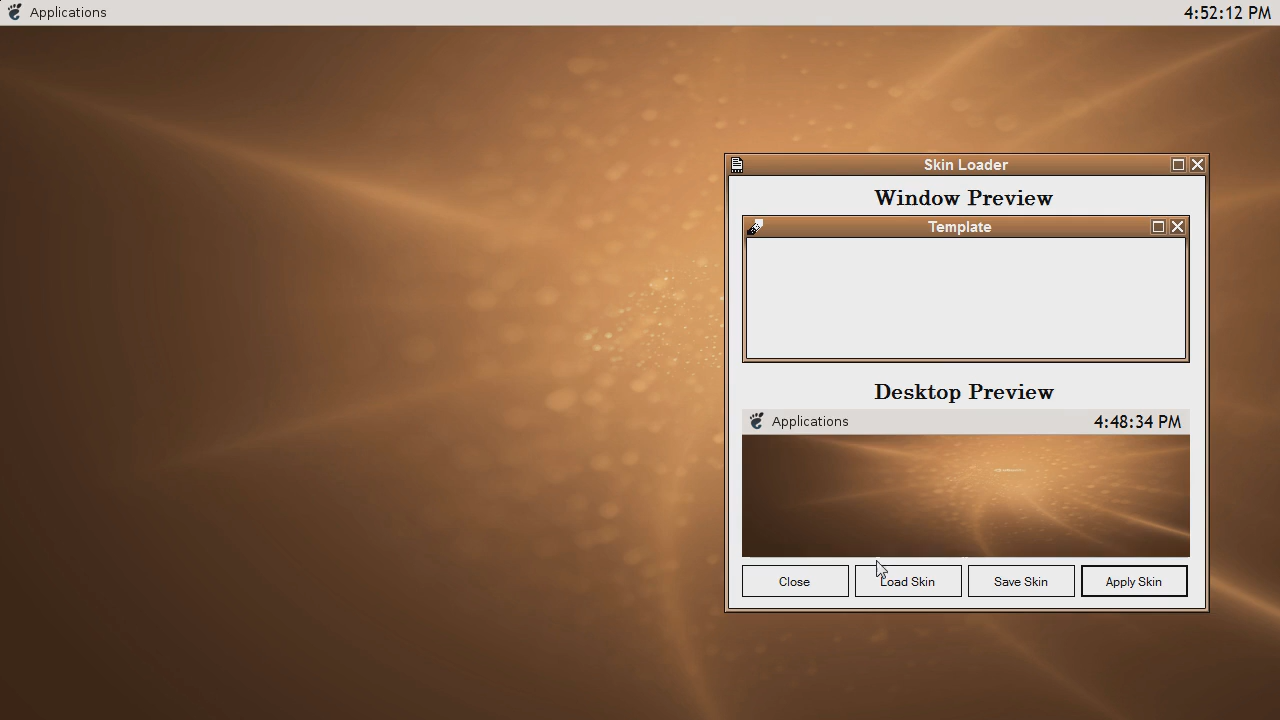 Applications 4:52:12 PM
Skin Loader
Window Preview
Template
Desktop Preview
Applications 4:48:34 PM
Close Load Skin Save Skin Apply Skin